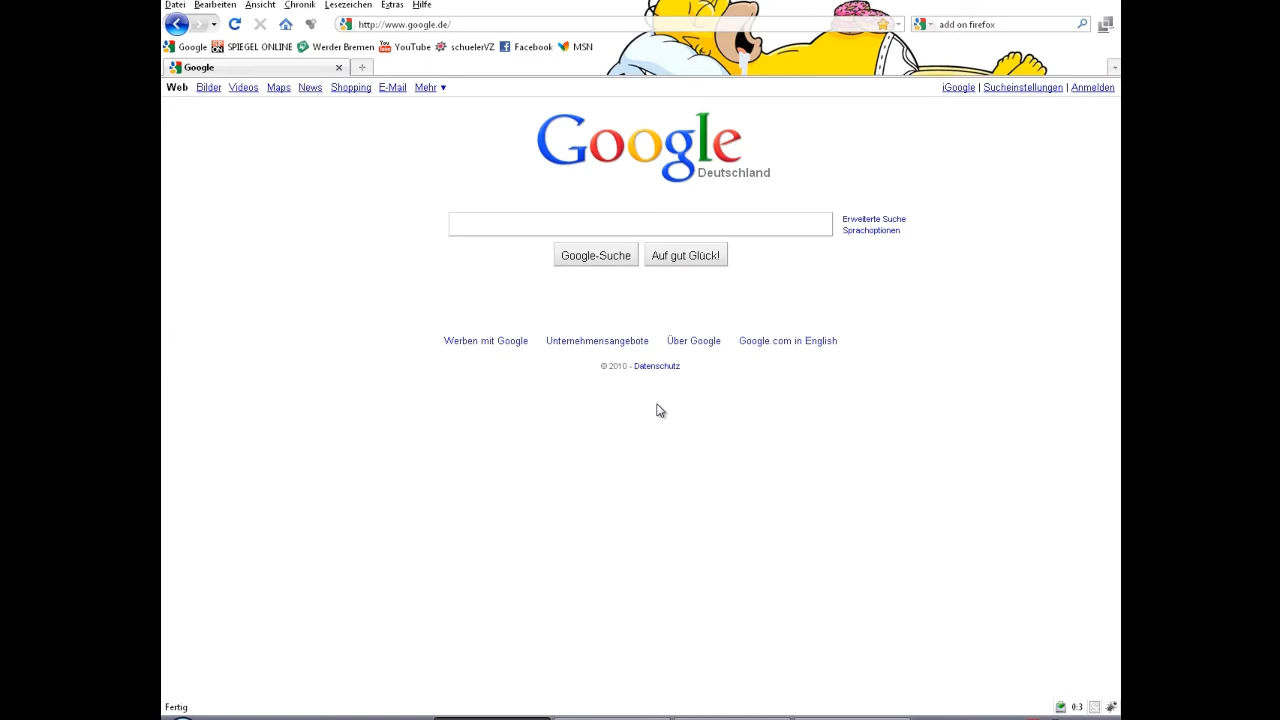 Datei Bearbeiten Ansicht Chronik Lesezeichen Extras Hilfe
http://www.google.de/ add on firefox
Google SPIEGEL ONLINE Werder Bremen YouTube schuelerVZ Facebook MSN
Google
Web Bilder Videos Maps News Shopping E-Mail Mehr ▼ iGoogle | Sucheinstellungen | Anmelden
Google
Deutschland
Erweiterte Suche
Sprachoptionen
Google-Suche Auf gut Glück!
Werben mit Google Unternehmensangebote Über Google Google.com in English
© 2010 - Datenschutz
Fertig 0:3